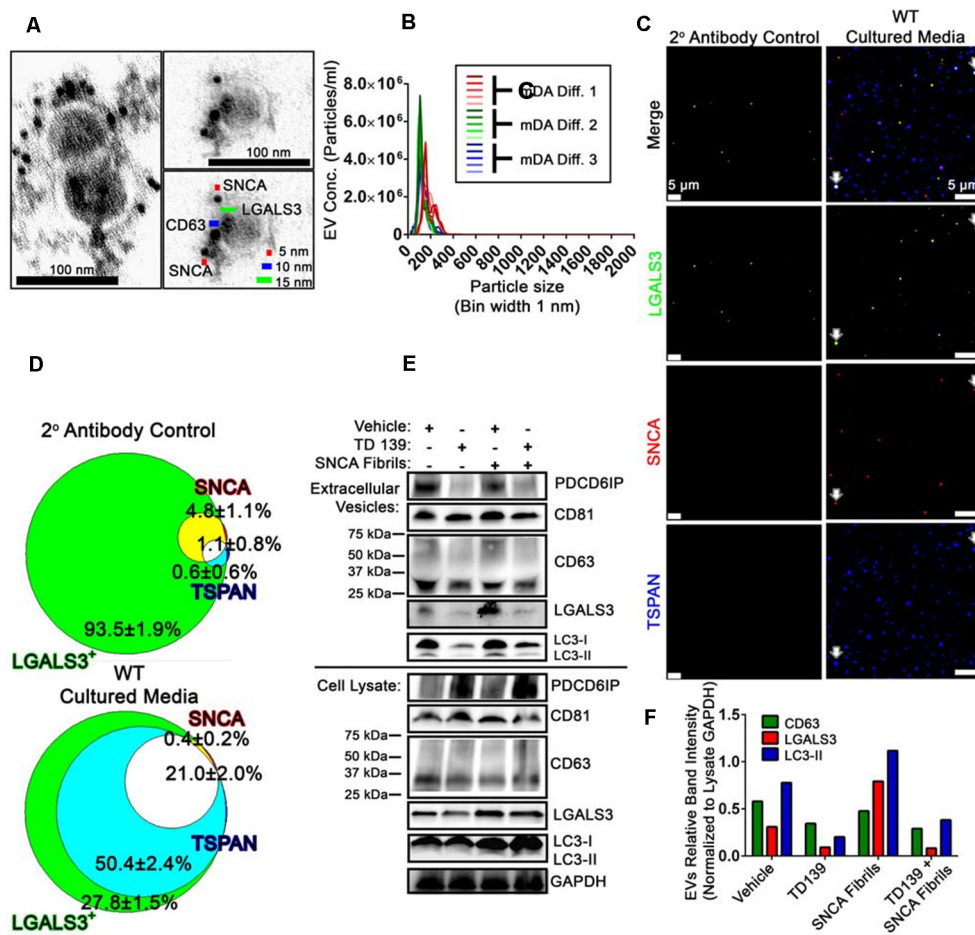 A
100 nm
100 nm
SNCA
LGALS3
CD63
SNCA
5 nm
10 nm
15 nm
B
EV Conc. (Particles/ml)
8.0×10⁶
6.0×10⁶
4.0×10⁶
2.0×10⁶
0
0
200
400
600
800
1000
1200
1400
1600
1800
2000
Particle size
(Bin width 1 nm)
C
mDA Diff. 1
mDA Diff. 2
mDA Diff. 3
C
2º Antibody Control
WT
Cultured Media
Merge
5 µm
5 µm
LGALS3
SNCA
TSPAN
D
2º Antibody Control
SNCA
4.8±1.1%
1.1±0.8%
0.6±0.6%
TSPAN
93.5±1.9%
LGALS3⁺
WT
Cultured Media
SNCA
0.4±0.2%
21.0±2.0%
TSPAN
50.4±2.4%
27.8±1.5%
LGALS3⁺
E
Vehicle: + - + -
TD 139: - + - +
SNCA Fibrils: - - + +
Extracellular
Vesicles:
PDCD6IP
CD81
75 kDa
50 kDa
37 kDa
25 kDa
CD63
LGALS3
LC3-I
LC3-II
Cell Lysate:
PDCD6IP
CD81
75 kDa
50 kDa
37 kDa
25 kDa
CD63
LGALS3
LC3-I
LC3-II
GAPDH
F
EVs Relative Band Intensity
(Normalized to Lysate GAPDH)
1.5
1.0
0.5
0.0
CD63
LGALS3
LC3-II
Vehicle
TD139
SNCA Fibrils
TD139 +
SNCA Fibrils